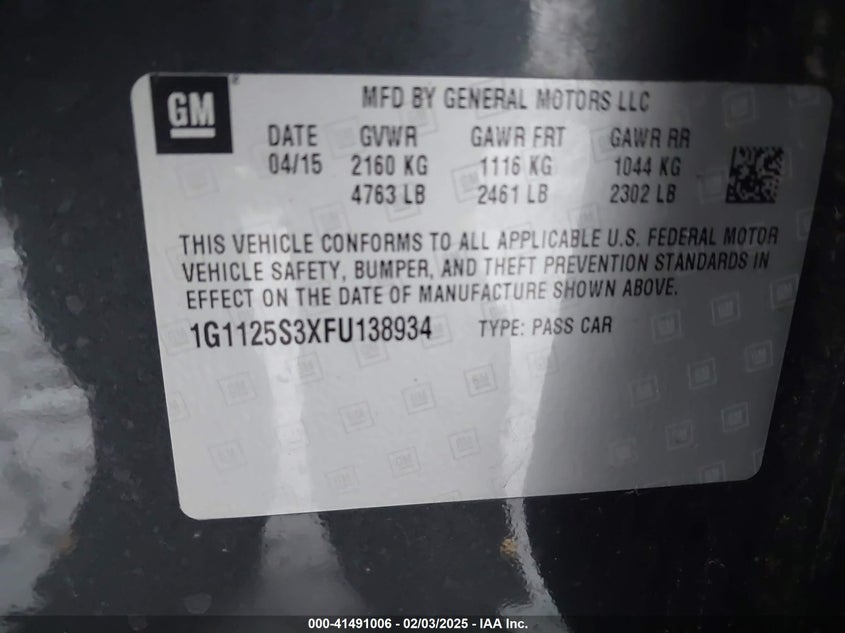 GM
MFD BY GENERAL MOTORS LLC
DATE GVWR GAWR FRT GAWR RR
04/15 2160 KG 1116 KG 1044 KG
4763 LB 2461 LB 2302 LB
THIS VEHICLE CONFORMS TO ALL APPLICABLE U.S. FEDERAL MOTOR
VEHICLE SAFETY, BUMPER, AND THEFT PREVENTION STANDARDS IN
EFFECT ON THE DATE OF MANUFACTURE SHOWN ABOVE.
1G1125S3XFU138934 TYPE: PASS CAR
000-41491006 - 02/03/2025 - IAA Inc.